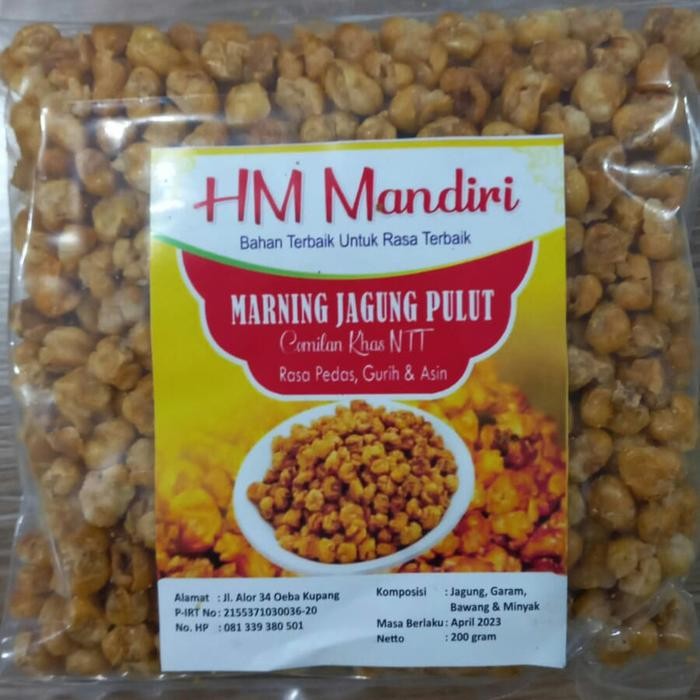 HM Mandiri
Bahan Terbaik Untuk Rasa Terbaik
MARNING JAGUNG PULUT
Comilan Khas NTT
Rasa Pedas, Gurih & Asin
Alamat : Jl. Alor 34 Oeba Kupang
P-IRT No : 2155371030036-20
No. HP : 081 339 380 501
Komposisi : Jagung, Garam,
Bawang & Minyak
Masa Berlaku : April 2023
Netto : 200 gram